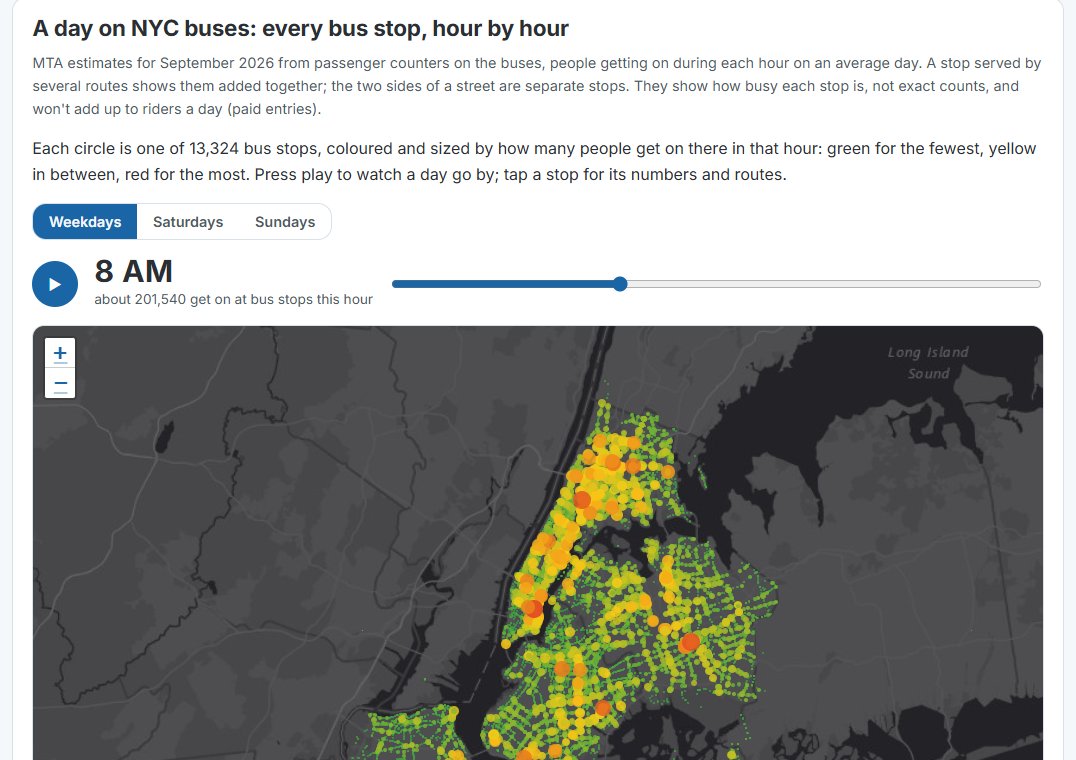 A day on NYC buses: every bus stop, hour by hour
MTA estimates for September 2026 from passenger counters on the buses, people getting on during each hour on an average day. A stop served by
several routes shows them added together; the two sides of a street are separate stops. They show how busy each stop is, not exact counts, and
won't add up to riders a day (paid entries).
Each circle is one of 13,324 bus stops, coloured and sized by how many people get on there in that hour: green for the fewest, yellow
in between, red for the most. Press play to watch a day go by; tap a stop for its numbers and routes.
Weekdays Saturdays Sundays
8 AM
about 201,540 get on at bus stops this hour
+
−
Long Island
Sound